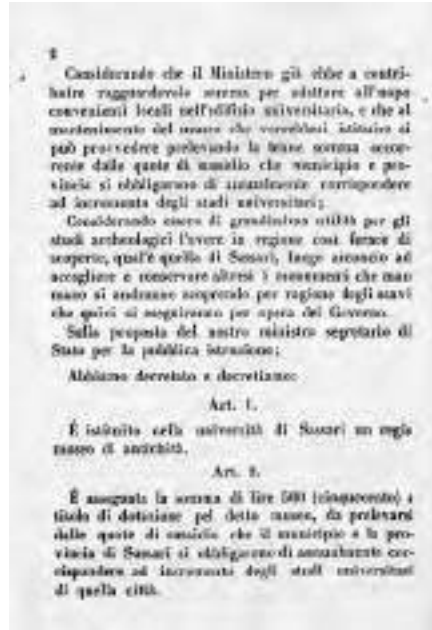 2
Considerando che il Ministero già ebbe a contri-
buire ragguardevole somma per adattare all'uopo
convenienti locali nell'edifizio universitario, e che al
mantenimento del museo che verrebbesi istituire si
può provvedere prelevando la tenue somma occor-
rente dalle quote di sussidio che municipio e pro-
vincia si obbligarono di annualmente corrispondere
ad incremento degli studi universitari;
Considerando essere di grandissima utilità per gli
studi archeologici l'avere in regione così feconda di
scoperte, qual'è quella di Sassari, luogo acconcio ad
accogliere e conservare altresì i monumenti che man
mano si andranno scoprendo per ragione degli scavi
che quivi si eseguiranno per opera del Governo.
Sulla proposta del nostro ministro segretario di
Stato per la pubblica istruzione;
Abbiamo decretato e decretiamo:
Art. 1.
È istituito nella università di Sassari un regio
museo di antichità.
Art. 2.
È assegnata la somma di lire 500 (cinquecento) a
titolo di dotazione pel detto museo, da prelevarsi
dalle quote di sussidio che il municipio e la pro-
vincia di Sassari si obbligarono di annualmente cor-
rispondere ad incremento degli studi universitari
di quella città.